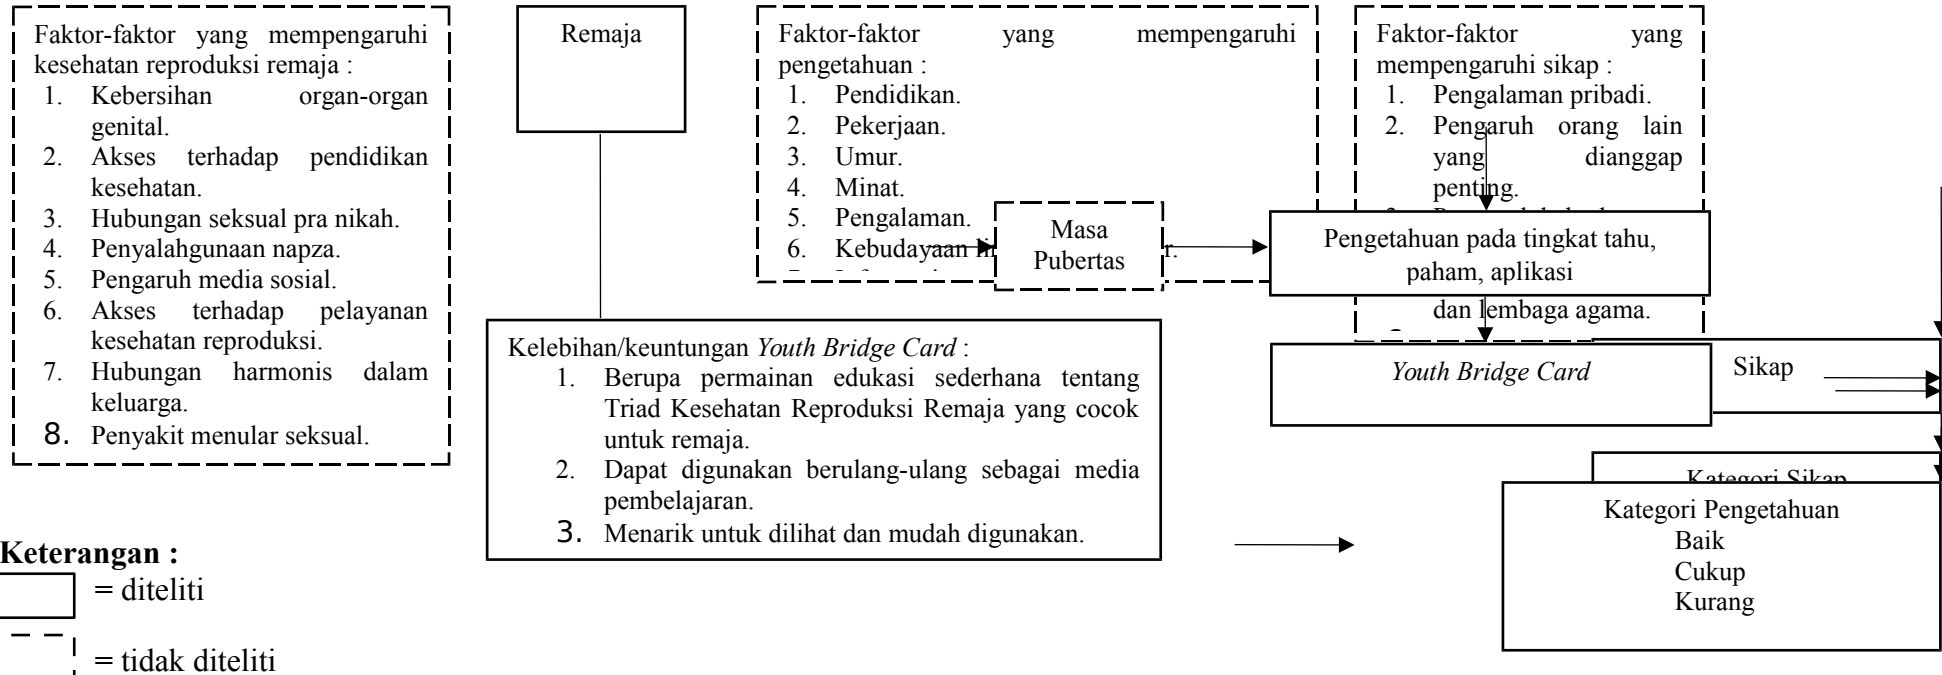 Faktor-faktor yang mempengaruhi
kesehatan reproduksi remaja :
1. Kebersihan organ-organ
genital.
2. Akses terhadap pendidikan
kesehatan.
3. Hubungan seksual pra nikah.
4. Penyalahgunaan napza.
5. Pengaruh media sosial.
6. Akses terhadap pelayanan
kesehatan reproduksi.
7. Hubungan harmonis dalam
keluarga.
8. Penyakit menular seksual.
Remaja
Faktor-faktor yang mempengaruhi
pengetahuan :
1. Pendidikan.
2. Pekerjaan.
3. Umur.
4. Minat.
5. Pengalaman.
6. Kebudayaan
Masa
Pubertas
Faktor-faktor yang
mempengaruhi sikap :
1. Pengalaman pribadi.
2. Pengaruh orang lain
yang dianggap
penting.
Pengetahuan pada tingkat tahu,
paham, aplikasi
dan lembaga agama.
Youth Bridge Card
Sikap
Kelebihan/keuntungan Youth Bridge Card :
1. Berupa permainan edukasi sederhana tentang
Triad Kesehatan Reproduksi Remaja yang cocok
untuk remaja.
2. Dapat digunakan berulang-ulang sebagai media
pembelajaran.
3. Menarik untuk dilihat dan mudah digunakan.
Kategori Sikap
Kategori Pengetahuan
Baik
Cukup
Kurang
Keterangan :
= diteliti
= tidak diteliti